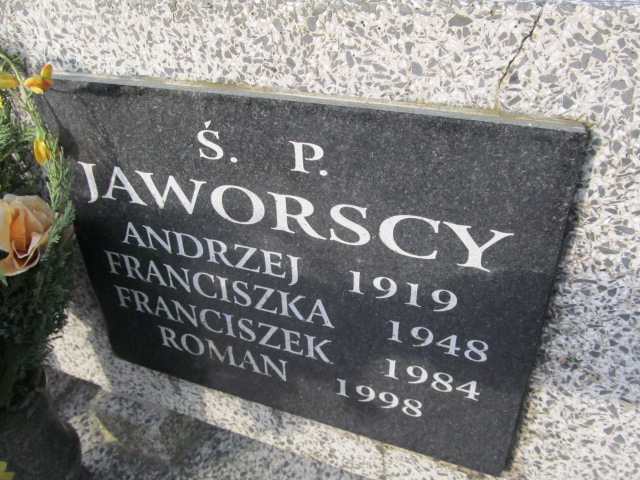 Ś. P.
JAWORSCY
ANDRZEJ 1919
FRANCISZKA 1948
FRANCISZEK 1984
ROMAN 1998